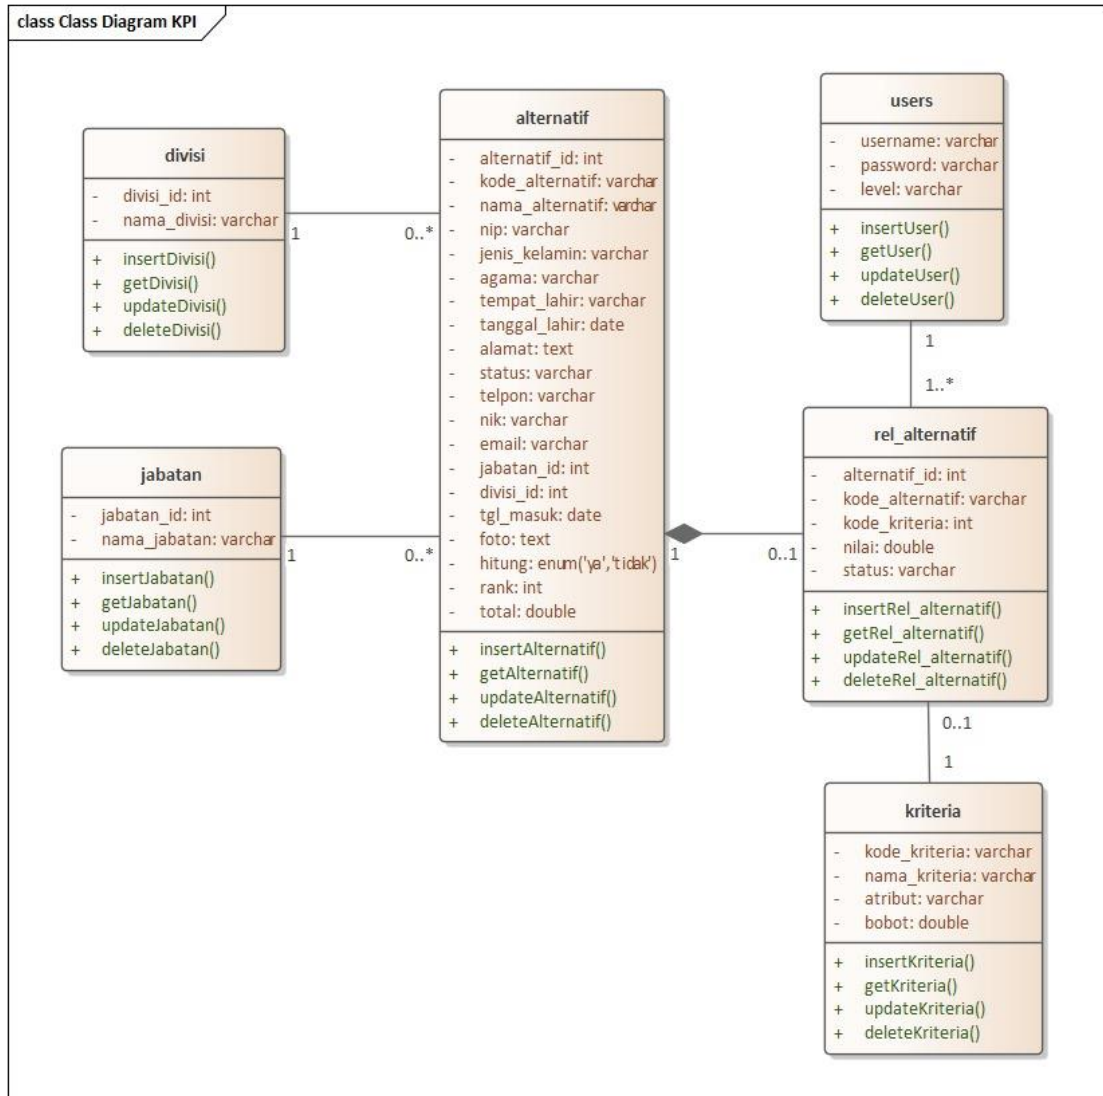 class Class Diagram KPI
divisi
- divisi_id: int
- nama_divisi: varchar
+ insertDivisi()
+ getDivisi()
+ updateDivisi()
+ deleteDivisi()
1
0..*
jabatan
- jabatan_id: int
- nama_jabatan: varchar
+ insertJabatan()
+ getJabatan()
+ updateJabatan()
+ deleteJabatan()
1
0..*
alternatif
- alternatif_id: int
- kode_alternatif: varchar
- nama_alternatif: varchar
- nip: varchar
- jenis_kelamin: varchar
- agama: varchar
- tempat_lahir: varchar
- tanggal_lahir: date
- alamat: text
- status: varchar
- telpon: varchar
- nik: varchar
- email: varchar
- jabatan_id: int
- divisi_id: int
- tgl_masuk: date
- foto: text
- hitung: enum('ya','tidak')
- rank: int
- total: double
+ insertAlternatif()
+ getAlternatif()
+ updateAlternatif()
+ deleteAlternatif()
1
0..1
users
- username: varchar
- password: varchar
- level: varchar
+ insertUser()
+ getUser()
+ updateUser()
+ deleteUser()
1
1..*
rel_alternatif
- alternatif_id: int
- kode_alternatif: varchar
- kode_kriteria: int
- nilai: double
- status: varchar
+ insertRel_alternatif()
+ getRel_alternatif()
+ updateRel_alternatif()
+ deleteRel_alternatif()
0..1
1
kriteria
- kode_kriteria: varchar
- nama_kriteria: varchar
- atribut: varchar
- bobot: double
+ insertKriteria()
+ getKriteria()
+ updateKriteria()
+ deleteKriteria()